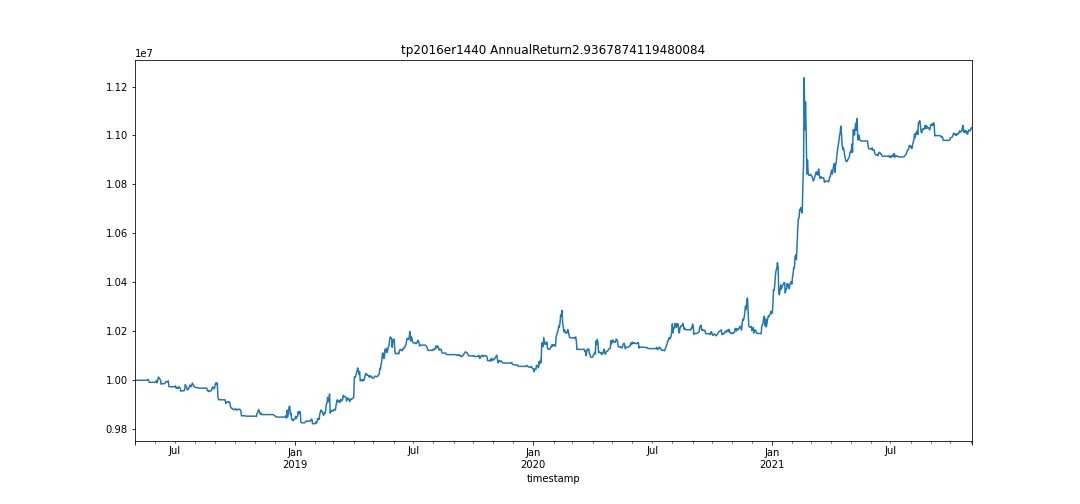 tp2016er1440 AnnualReturn2.9367874119480084
1e7
1.12
1.10
1.08
1.06
1.04
1.02
1.00
0.98
Jul
Jan
2019
Jul
Jan
2020
Jul
Jan
2021
Jul
timestamp